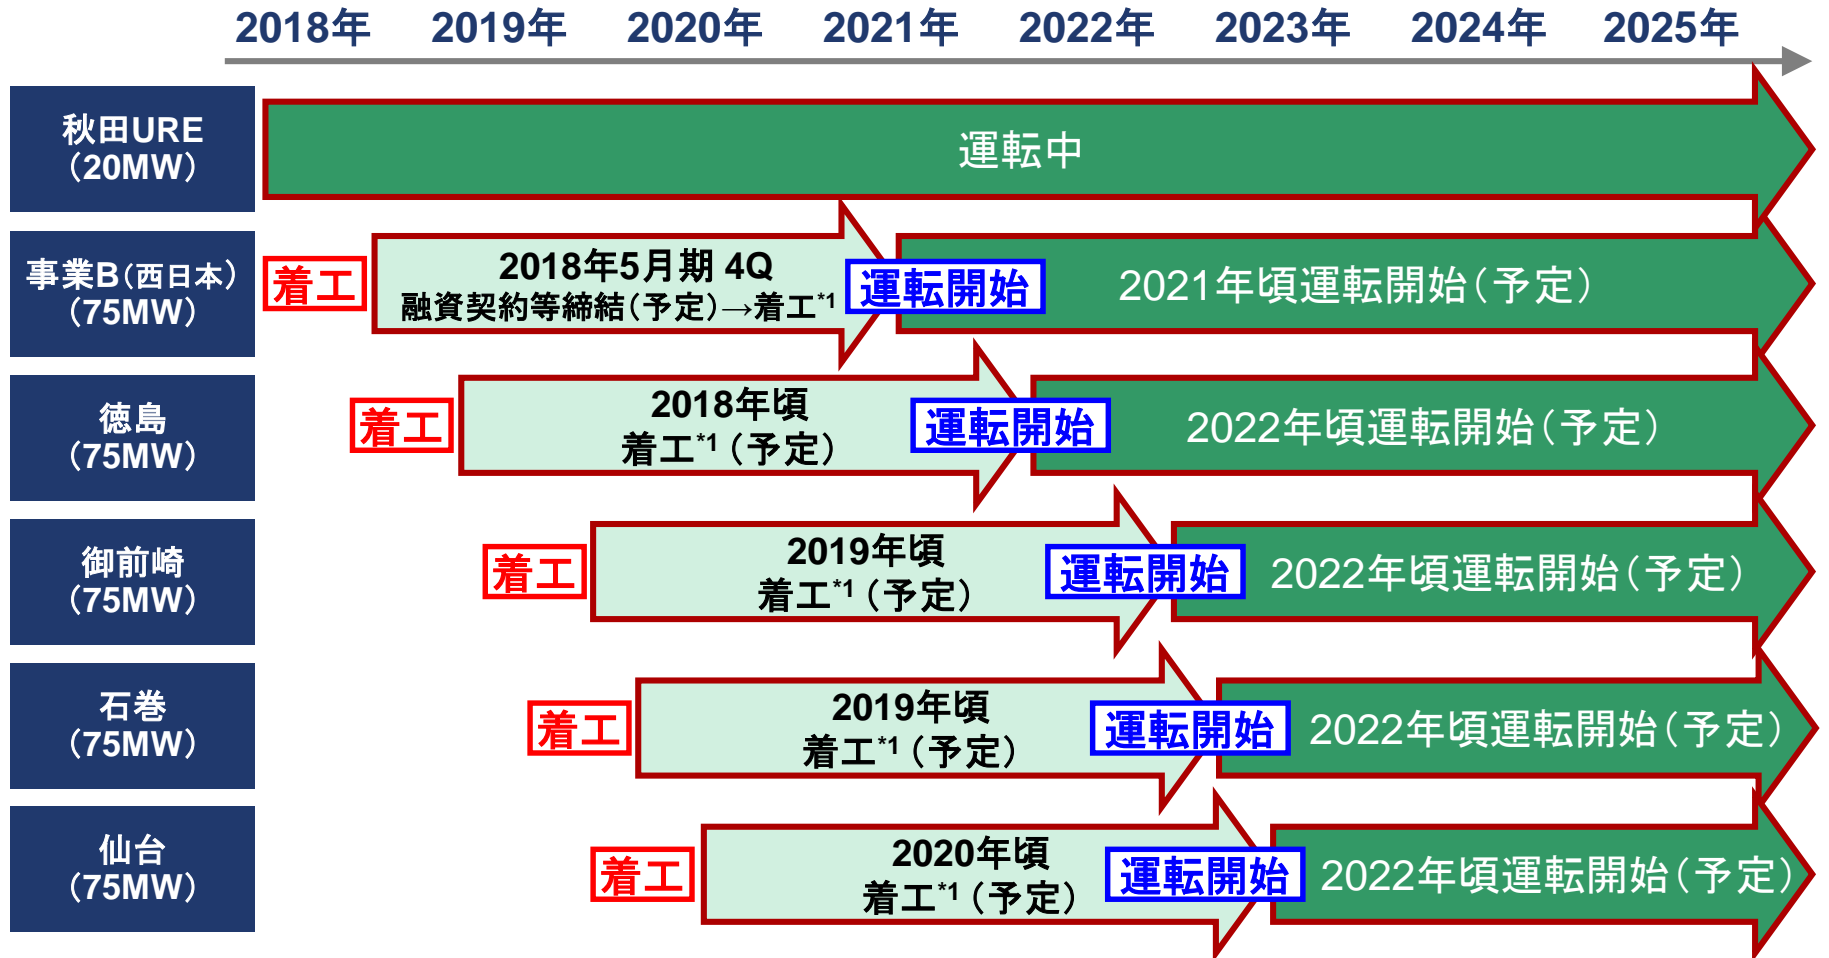 2018年 2019年 2020年 2021年 2022年 2023年 2024年 2025年
秋田URE
（20MW）
運転中
事業B（西日本）
（75MW）
着工
2018年5月期 4Q
融資契約等締結（予定）→着工*1
運転開始
2021年頃運転開始（予定）
徳島
（75MW）
着工
2018年頃
着工*1（予定）
運転開始
2022年頃運転開始（予定）
御前崎
（75MW）
着工
2019年頃
着工*1（予定）
運転開始
2022年頃運転開始（予定）
石巻
（75MW）
着工
2019年頃
着工*1（予定）
運転開始
2022年頃運転開始（予定）
仙台
（75MW）
着工
2020年頃
着工*1（予定）
運転開始
2022年頃運転開始（予定）